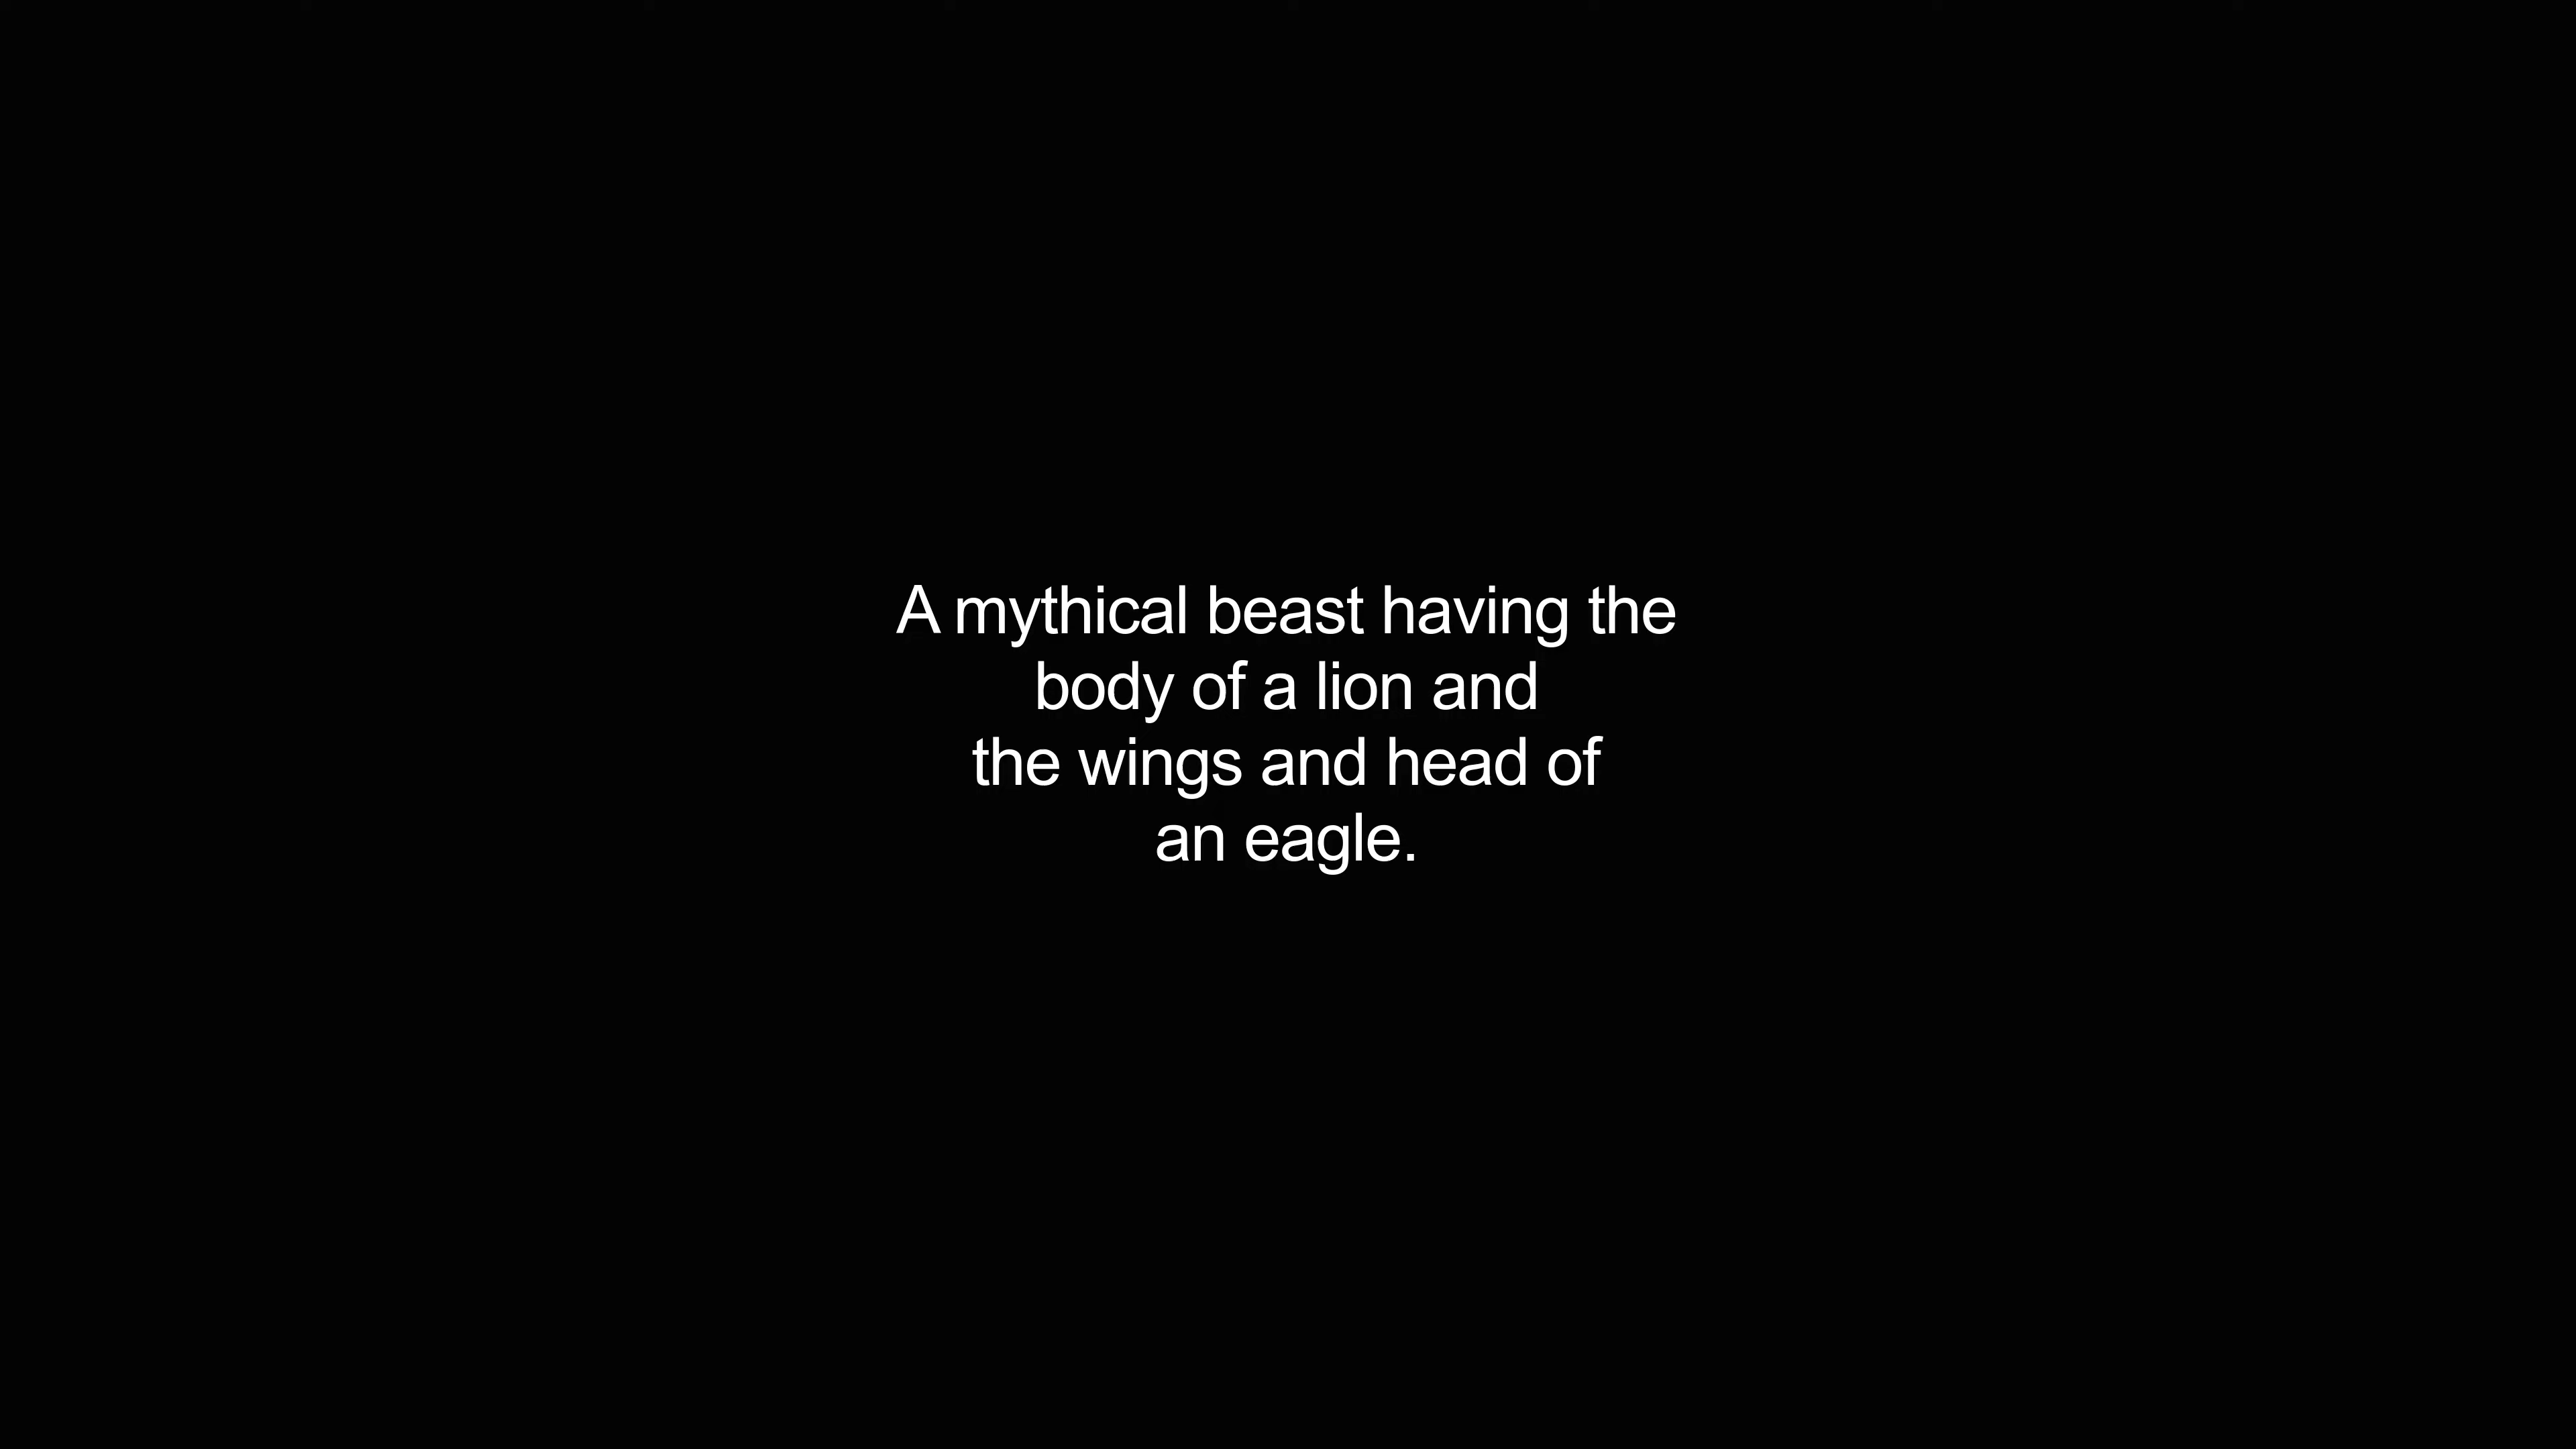 A mythical beast having the
body of a lion and
the wings and head of
an eagle.